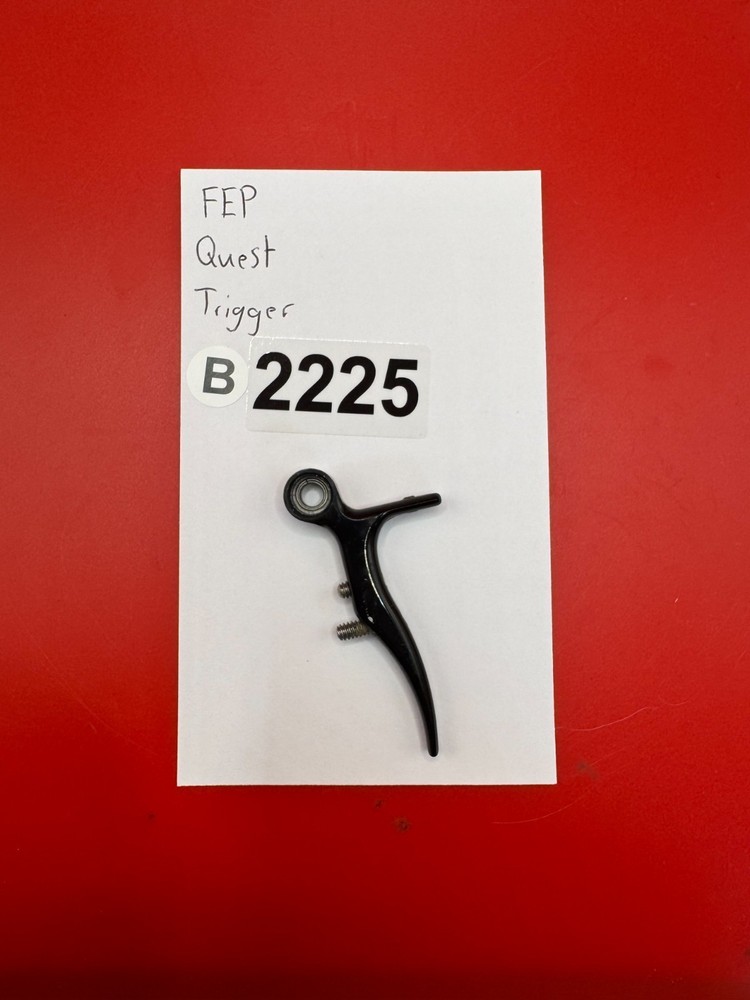 FEP
Quest
Trigger
B 2225